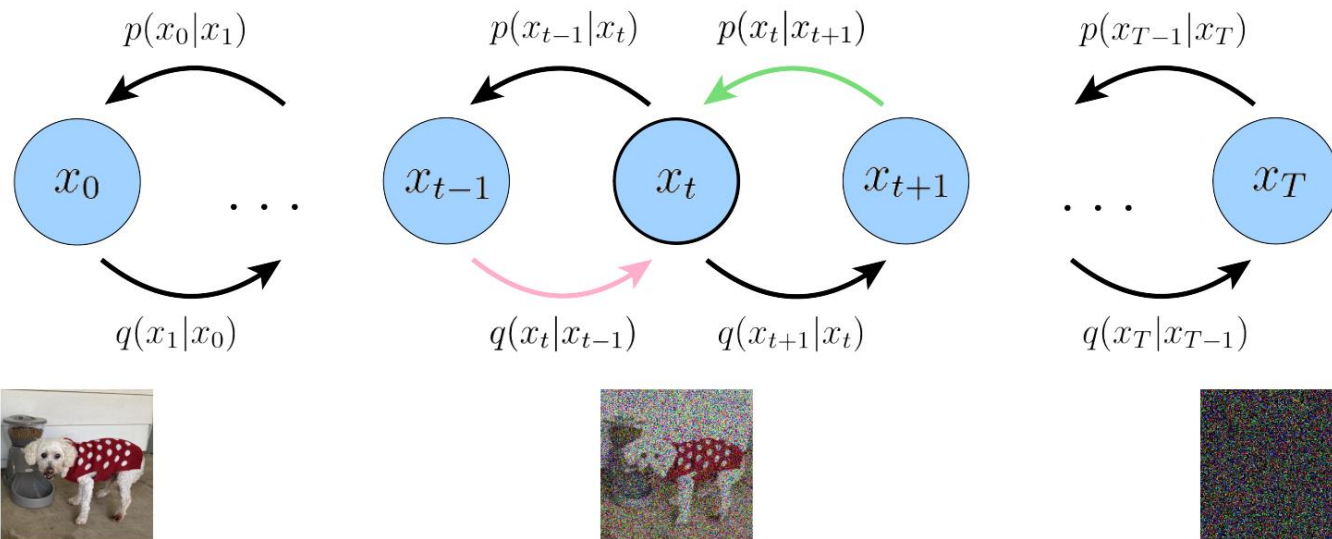 p(x_0|x_1) p(x_{t-1}|x_t) p(x_t|x_{t+1}) p(x_{T-1}|x_T)
x_0 . . . x_{t-1} x_t x_{t+1} . . . x_T
q(x_1|x_0) q(x_t|x_{t-1}) q(x_{t+1}|x_t) q(x_T|x_{T-1})